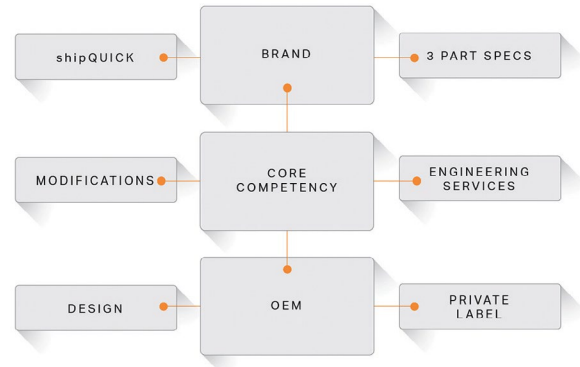 shipQUICK
BRAND
3 PART SPECS
MODIFICATIONS
CORE
COMPETENCY
ENGINEERING
SERVICES
DESIGN
OEM
PRIVATE
LABEL